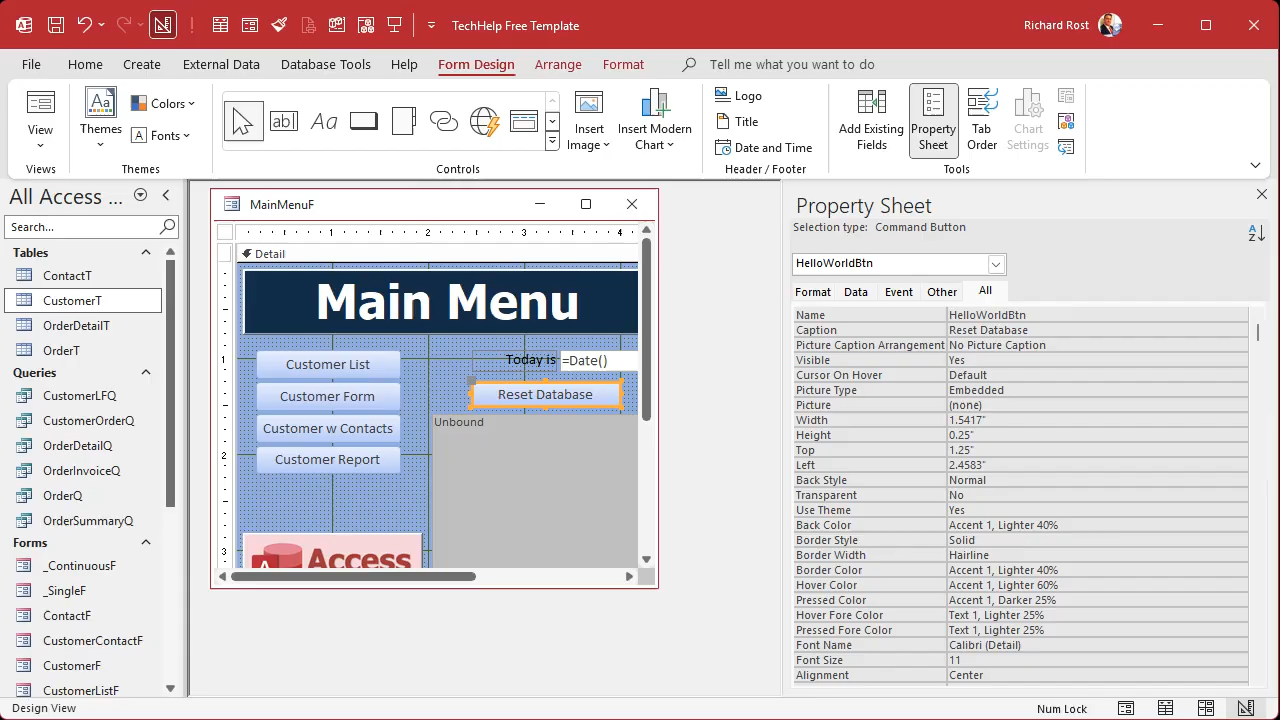 TechHelp Free Template
Richard Rost
File Home Create External Data Database Tools Help Form Design Arrange Format Tell me what you want to do
View
Views
Themes
Colors
Fonts
Themes
Controls
Insert Image
Insert Modern Chart
Logo
Title
Date and Time
Header / Footer
Add Existing Fields
Property Sheet
Tab Order
Chart Settings
Tools
All Access ...
Search...
Tables
ContactT
CustomerT
OrderDetailT
OrderT
Queries
CustomerLFQ
CustomerOrderQ
OrderDetailQ
OrderInvoiceQ
OrderQ
OrderSummaryQ
Forms
_ContinuousF
_SingleF
ContactF
CustomerContactF
CustomerF
CustomerListF
MainMenuF
1 2 3 4
Detail
Main Menu
1
2
3
Customer List
Customer Form
Customer w Contacts
Customer Report
Today is =Date()
Reset Database
Unbound
A Access
Property Sheet
Selection type: Command Button
HelloWorldBtn
Format Data Event Other All
Name HelloWorldBtn
Caption Reset Database
Picture Caption Arrangement No Picture Caption
Visible Yes
Cursor On Hover Default
Picture Type Embedded
Picture (none)
Width 1.5417"
Height 0.25"
Top 1.25"
Left 2.4583"
Back Style Normal
Transparent No
Use Theme Yes
Back Color Accent 1, Lighter 40%
Border Style Solid
Border Width Hairline
Border Color Accent 1, Lighter 40%
Hover Color Accent 1, Lighter 60%
Pressed Color Accent 1, Darker 25%
Hover Fore Color Text 1, Lighter 25%
Pressed Fore Color Text 1, Lighter 25%
Font Name Calibri (Detail)
Font Size 11
Alignment Center
Design View
Num Lock